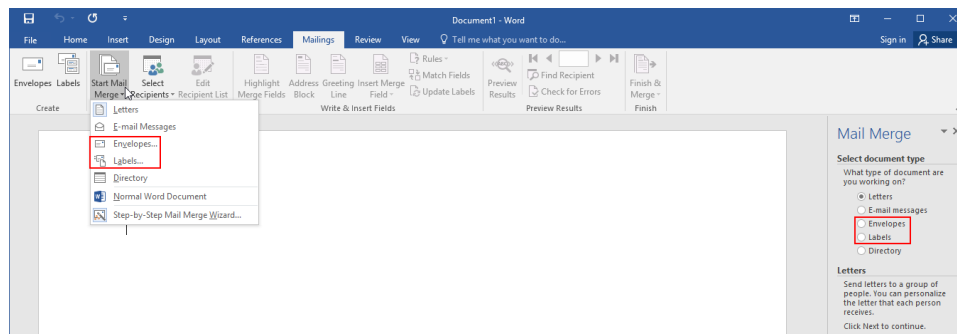 Document1 - Word
File Home Insert Design Layout References Mailings Review View Tell me what you want to do... Sign in Share
Envelopes Labels
Start Mail Merge
Select Recipients
Edit Recipient List
Highlight Merge Fields
Address Block
Greeting Line
Insert Merge Field
Rules
Match Fields
Update Labels
Preview Results
Find Recipient
Check for Errors
Finish & Merge
Create
Write & Insert Fields
Preview Results
Finish
Letters
E-mail Messages
Envelopes...
Labels...
Directory
Normal Word Document
Step-by-Step Mail Merge Wizard...
Mail Merge
Select document type
What type of document are
you working on?
Letters
E-mail messages
Envelopes
Labels
Directory
Letters
Send letters to a group of
people. You can personalize
the letter that each person
receives.
Click Next to continue.